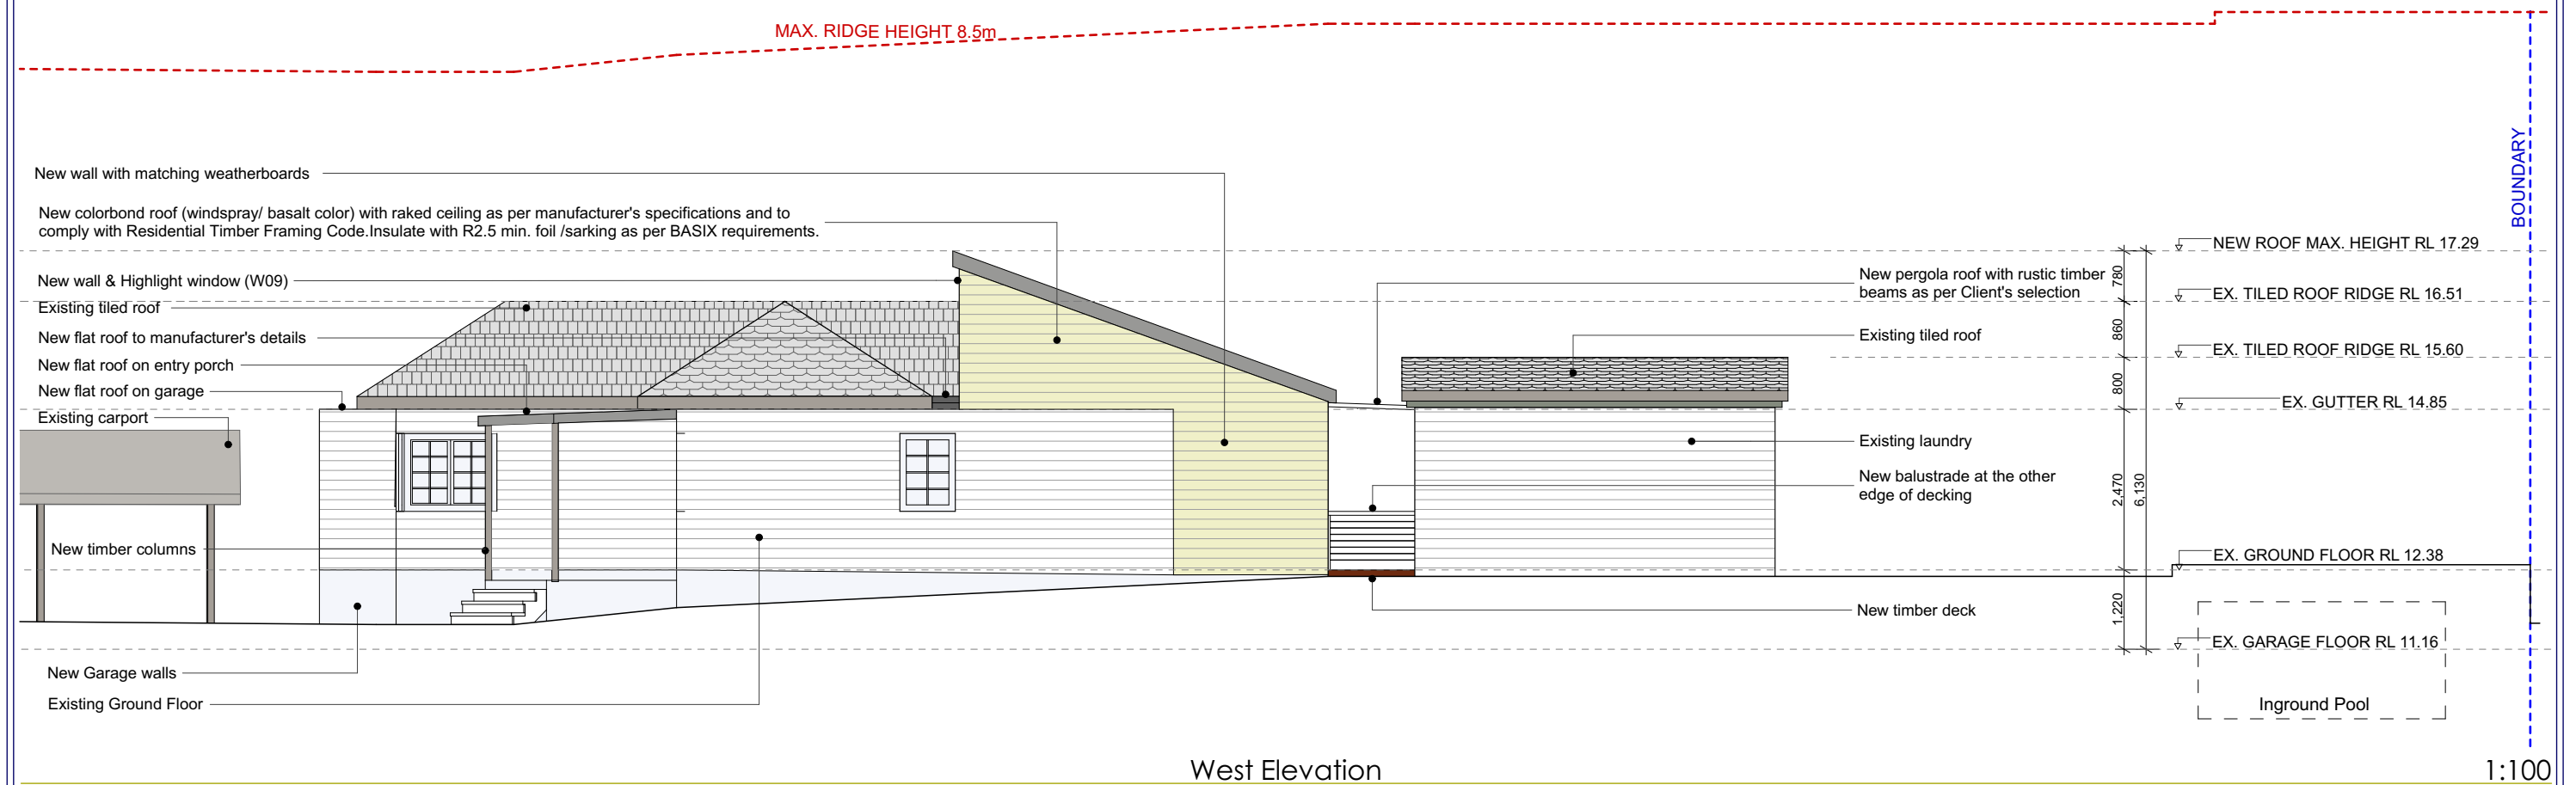 MAX. RIDGE HEIGHT 8.5m
BOUNDARY
New wall with matching weatherboards
New colorbond roof (windspray/ basalt color) with raked ceiling as per manufacturer's specifications and to
comply with Residential Timber Framing Code.Insulate with R2.5 min. foil /sarking as per BASIX requirements.
New wall & Highlight window (W09)
Existing tiled roof
New flat roof to manufacturer's details
New flat roof on entry porch
New flat roof on garage
Existing carport
New timber columns
New Garage walls
Existing Ground Floor
New pergola roof with rustic timber
beams as per Client's selection
Existing tiled roof
Existing laundry
New balustrade at the other
edge of decking
New timber deck
780
860
800
2,470
6,130
1,220
NEW ROOF MAX. HEIGHT RL 17.29
EX. TILED ROOF RIDGE RL 16.51
EX. TILED ROOF RIDGE RL 15.60
EX. GUTTER RL 14.85
EX. GROUND FLOOR RL 12.38
EX. GARAGE FLOOR RL 11.16
Inground Pool
West Elevation
1:100